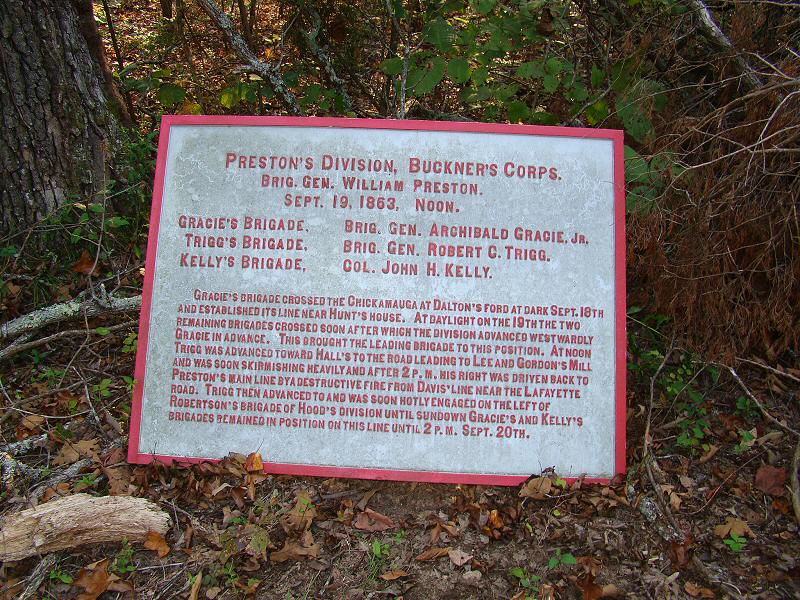 PRESTON'S DIVISION, BUCKNER'S CORPS.
BRIG. GEN. WILLIAM PRESTON.
SEPT. 19, 1863, NOON.
GRACIE'S BRIGADE, BRIG. GEN. ARCHIBALD GRACIE, JR.
TRIGG'S BRIGADE, BRIG. GEN. ROBERT C. TRIGG.
KELLY'S BRIGADE, COL. JOHN H. KELLY.
GRACIE'S BRIGADE CROSSED THE CHICKAMAUGA AT DALTON'S FORD AT DARK SEPT. 18TH
AND ESTABLISHED ITS LINE NEAR HUNT'S HOUSE. AT DAYLIGHT ON THE 19TH THE TWO
REMAINING BRIGADES CROSSED SOON AFTER WHICH THE DIVISION ADVANCED WESTWARDLY
GRACIE IN ADVANCE. THIS BROUGHT THE LEADING BRIGADE TO THIS POSITION. AT NOON
TRIGG WAS ADVANCED TOWARD HALL'S TO THE ROAD LEADING TO LEE AND GORDON'S MILL
AND WAS SOON SKIRMISHING HEAVILY AND AFTER 2 P.M. HIS RIGHT WAS DRIVEN BACK TO
PRESTON'S MAIN LINE BY A DESTRUCTIVE FIRE FROM DAVIS' LINE NEAR THE LAFAYETTE
ROAD. TRIGG THEN ADVANCED TO AND WAS SOON HOTLY ENGAGED ON THE LEFT OF
ROBERTSON'S BRIGADE OF HOOD'S DIVISION UNTIL SUNDOWN GRACIE'S AND KELLY'S
BRIGADES REMAINED IN POSITION ON THIS LINE UNTIL 2 P.M. SEPT. 20TH.